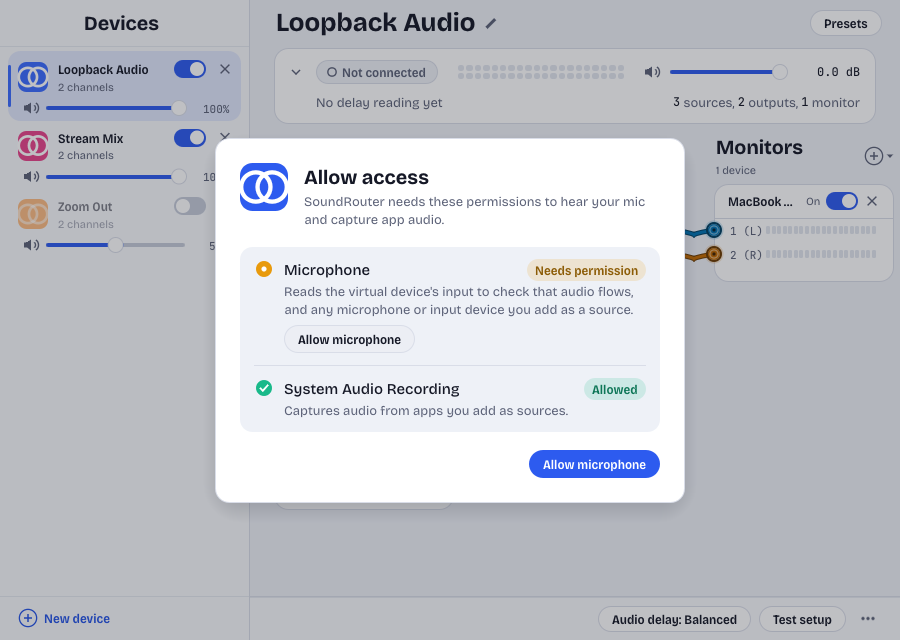 Devices
Loopback Audio
2 channels
100%
Stream Mix
2 channels
10
Zoom Out
2 channels
5
New device
Loopback Audio
Presets
Not connected
0.0 dB
No delay reading yet
3 sources, 2 outputs, 1 monitor
Monitors
1 device
MacBook ...
On
1 (L)
2 (R)
Allow access
SoundRouter needs these permissions to hear your mic
and capture app audio.
Microphone
Needs permission
Reads the virtual device's input to check that audio flows,
and any microphone or input device you add as a source.
Allow microphone
System Audio Recording
Allowed
Captures audio from apps you add as sources.
Allow microphone
Audio delay: Balanced
Test setup